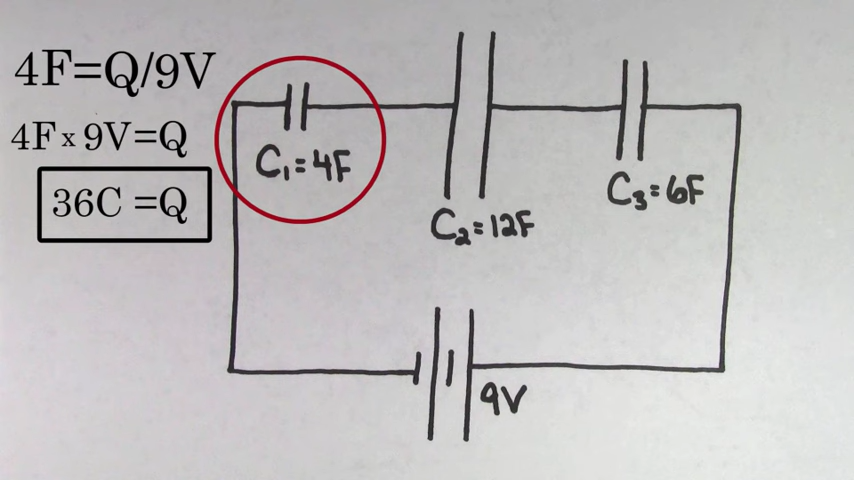 4F=Q/9V
4F x 9V=Q
36C =Q
C₁=4F
C₂=12F
C₃=6F
9V